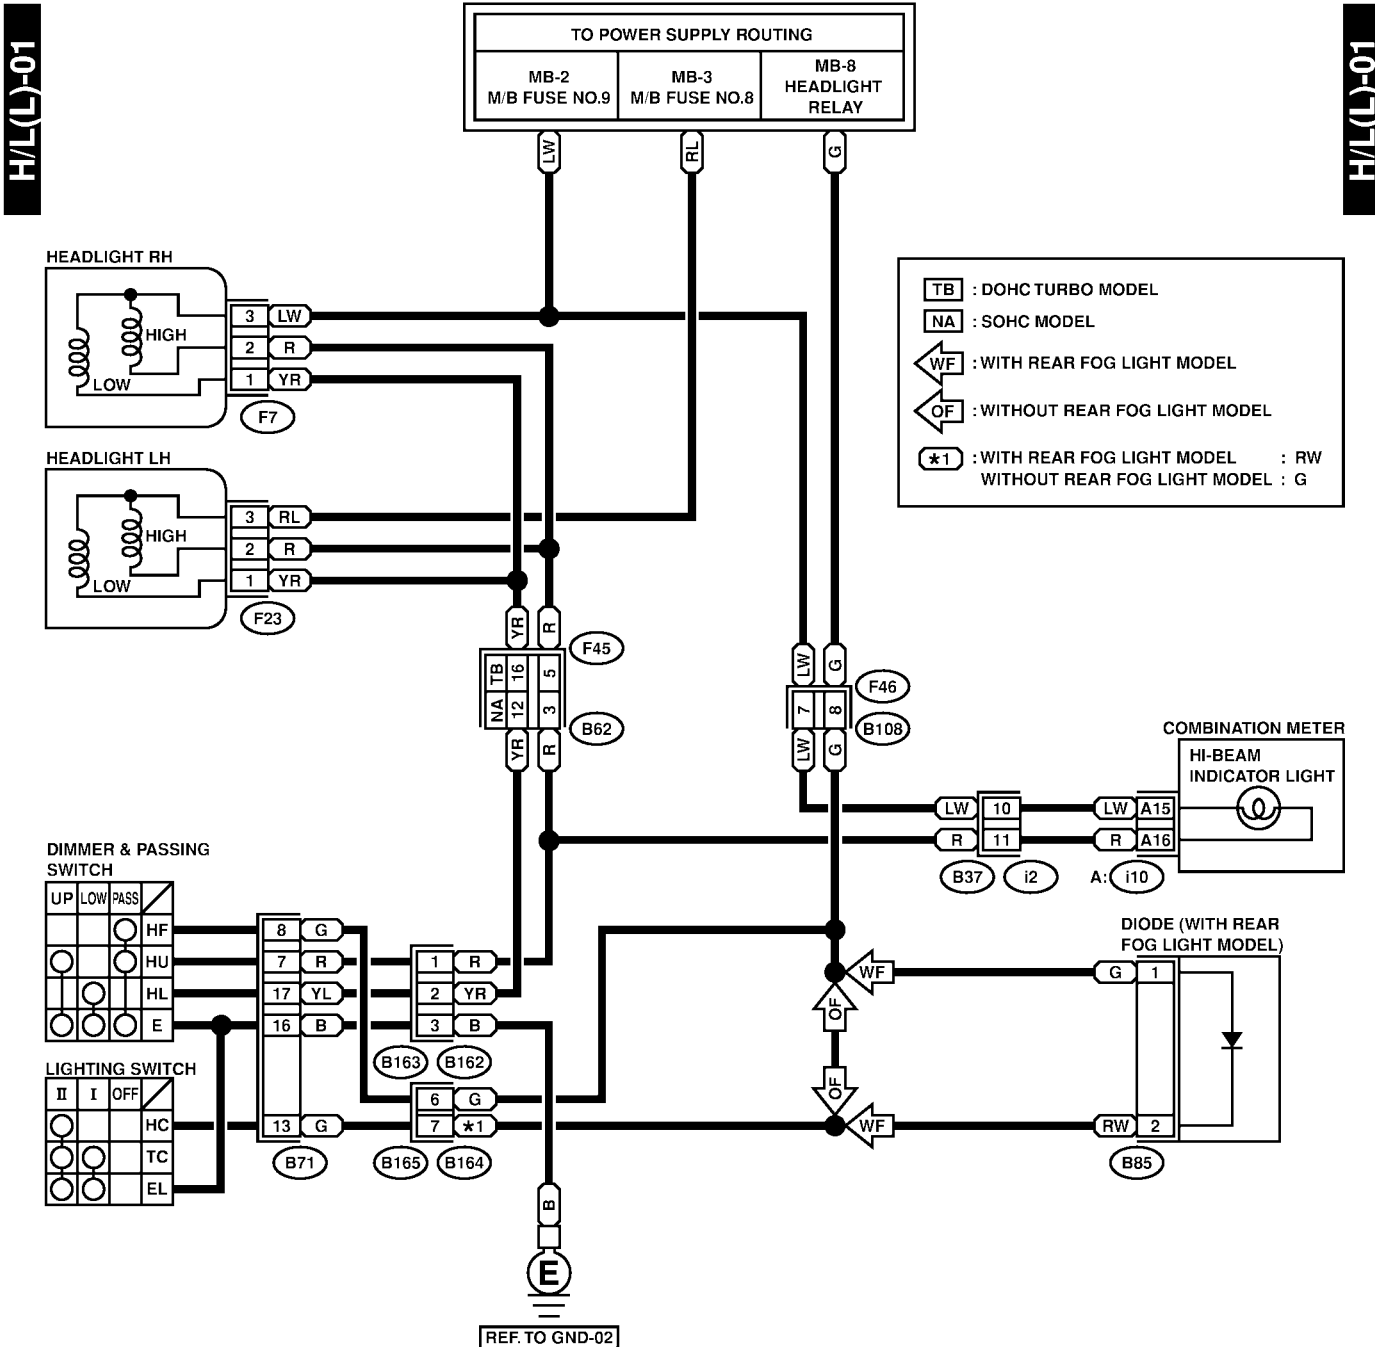 H/L(L)-01
H/L(L)-01
TO POWER SUPPLY ROUTING
MB-2
M/B FUSE NO.9
MB-3
M/B FUSE NO.8
MB-8
HEADLIGHT
RELAY
LW
RL
G
HEADLIGHT RH
HIGH
LOW
3 LW
2 R
1 YR
F7
TB : DOHC TURBO MODEL
NA : SOHC MODEL
WF : WITH REAR FOG LIGHT MODEL
OF : WITHOUT REAR FOG LIGHT MODEL
*1 : WITH REAR FOG LIGHT MODEL : RW
WITHOUT REAR FOG LIGHT MODEL : G
HEADLIGHT LH
HIGH
LOW
3 RL
2 R
1 YR
F23
YR R
F45
TB 16 5
NA 12 3
B62
YR R
LW G
F46
7 8
B108
LW G
COMBINATION METER
HI-BEAM
INDICATOR LIGHT
LW 10 LW A15
R 11 R A16
B37 i2 A: i10
DIMMER & PASSING
SWITCH
UP LOW PASS
HF
HU
HL
E
8 G
7 R
17 YL
16 B
13 G
B71
1 R
2 YR
3 B
B163 B162
6 G
7 *1
B165 B164
LIGHTING SWITCH
II I OFF
HC
TC
EL
DIODE (WITH REAR
FOG LIGHT MODEL)
WF G 1
OF
OF
WF RW 2
B85
B
E
REF. TO GND-02